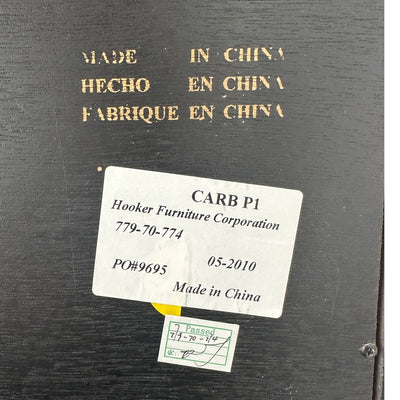 MADE IN CHINA
HECHO EN CHINA
FABRIQUE EN CHINA
CARB P1
Hooker Furniture Corporation
779-70-774
PO#9695 05-2010
Made in China
Passed
QC: